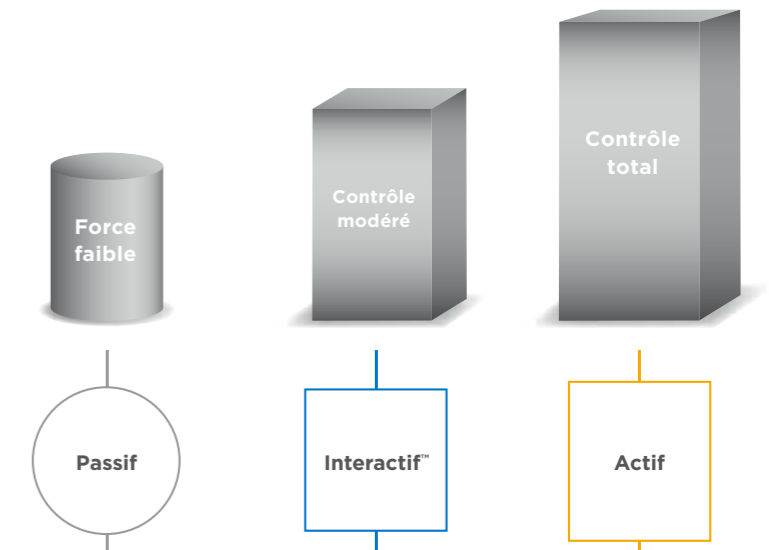 Force
faible
Contrôle
modéré
Contrôle
total
Passif
Interactif™
Actif